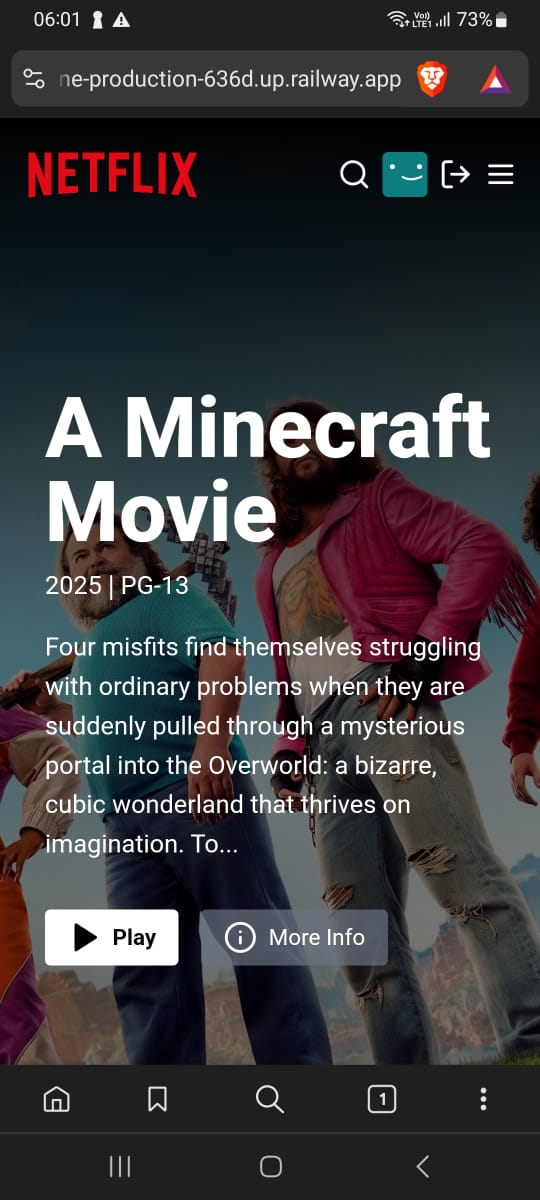 06:01
Vo))
LTE1
73%
ne-production-636d.up.railway.app
NETFLIX
A Minecraft
Movie
2025 | PG-13
Four misfits find themselves struggling
with ordinary problems when they are
suddenly pulled through a mysterious
portal into the Overworld: a bizarre,
cubic wonderland that thrives on
imagination. To...
Play
More Info
1